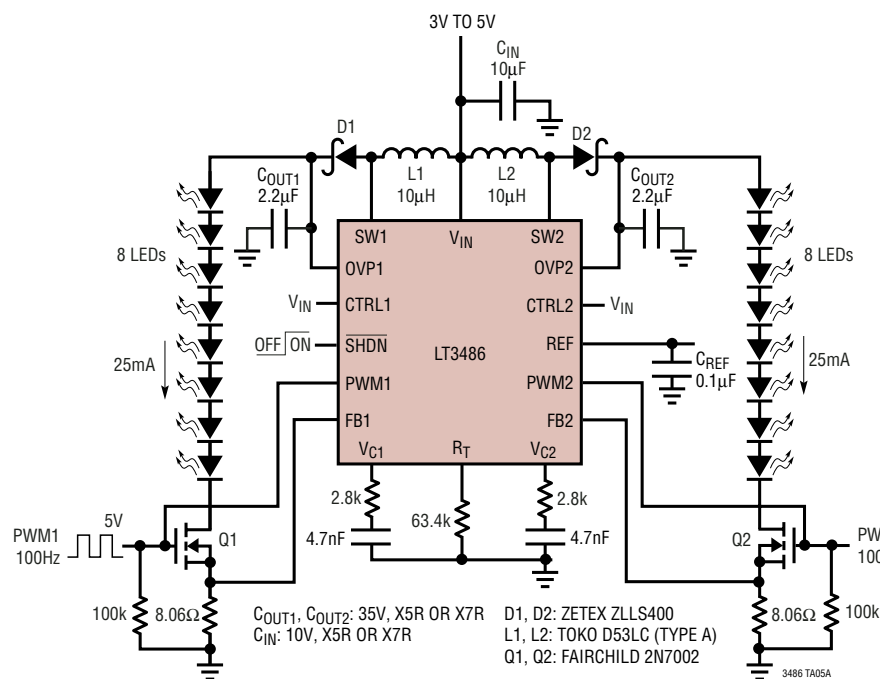 3V TO 5V
CIN
10µF
D1
D2
L1
10µH
L2
10µH
COUT1
2.2µF
COUT2
2.2µF
SW1
VIN
SW2
8 LEDs
8 LEDs
OVP1
OVP2
VIN
CTRL1
CTRL2
VIN
OFF ON
SHDN
LT3486
REF
CREF
0.1µF
25mA
25mA
PWM1
PWM2
FB1
FB2
VC1
RT
VC2
2.8k
63.4k
2.8k
4.7nF
4.7nF
PWM1
100Hz
5V
Q1
Q2
100k
8.06Ω
8.06Ω
100k
COUT1, COUT2: 35V, X5R OR X7R
CIN: 10V, X5R OR X7R
D1, D2: ZETEX ZLLS400
L1, L2: TOKO D53LC (TYPE A)
Q1, Q2: FAIRCHILD 2N7002
3486 TA05A